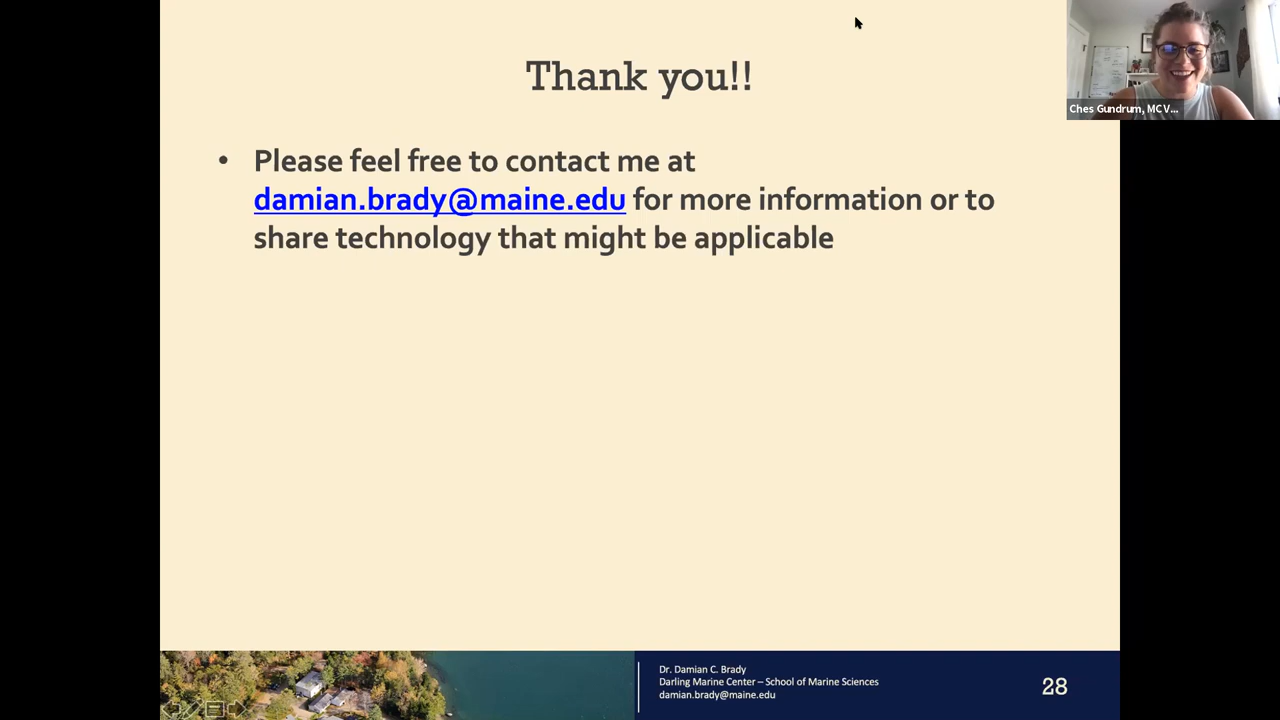 Thank you!!
Ches Gundrum, MCV...
• Please feel free to contact me at
damian.brady@maine.edu for more information or to
share technology that might be applicable
Dr. Damian C. Brady
Darling Marine Center – School of Marine Sciences
damian.brady@maine.edu
28